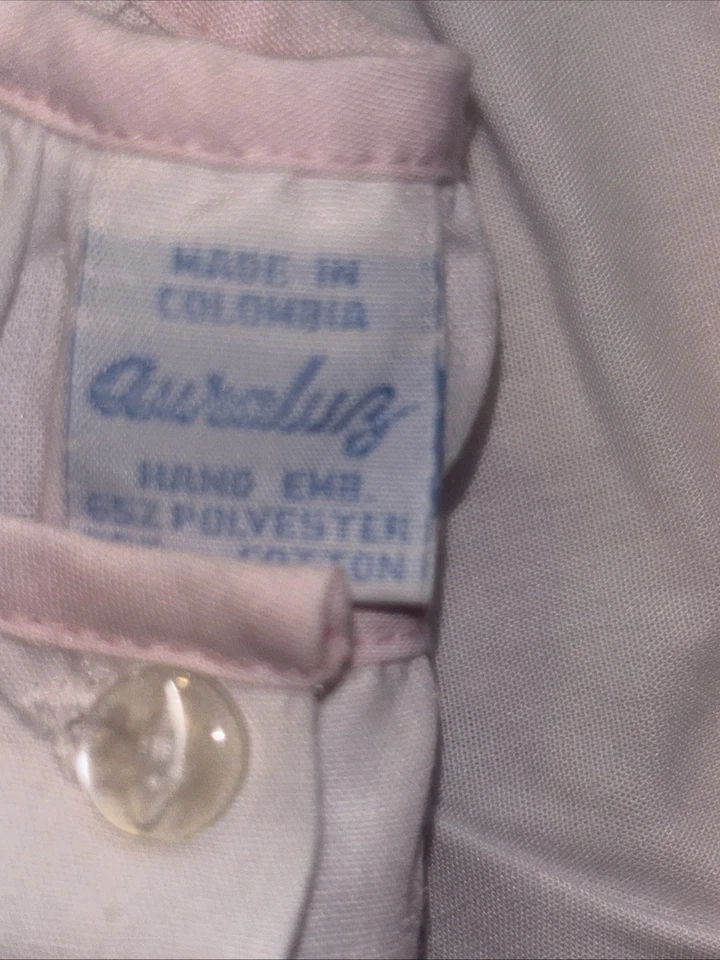 MADE IN
COLOMBIA
auraluz
HAND EMB.
65% POLYESTER
COTTON